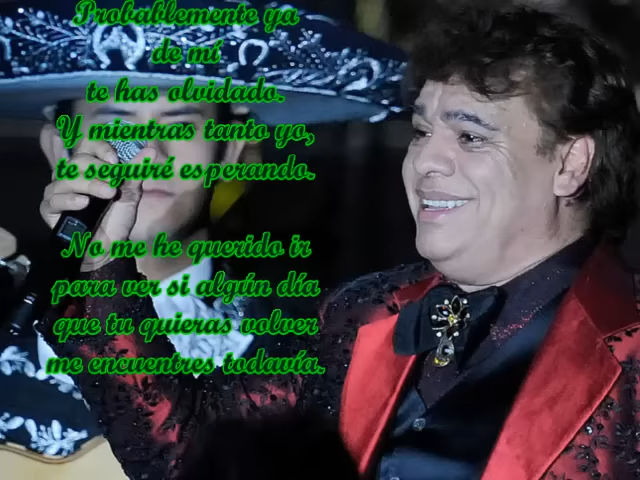 Probablemente ya
de mí
te has olvidado.
Y mientras tanto yo,
te seguiré esperando.
No me he querido ir
para ver si algún día
que tu quieras volver
me encuentres todavía.